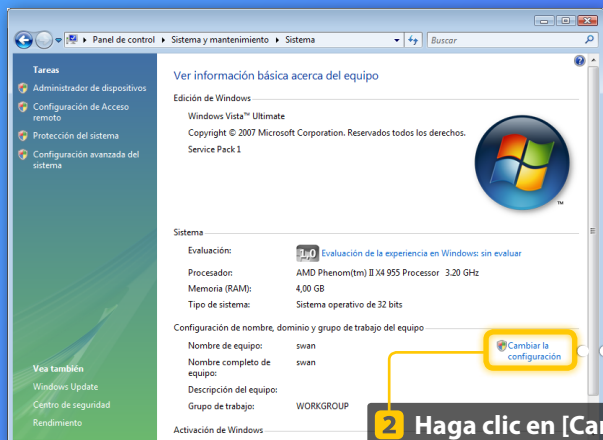 Panel de control ▸ Sistema y mantenimiento ▸ Sistema
Buscar
Tareas
Administrador de dispositivos
Configuración de Acceso
remoto
Protección del sistema
Configuración avanzada del
sistema
Vea también
Windows Update
Centro de seguridad
Rendimiento
Ver información básica acerca del equipo
Edición de Windows
Windows Vista™ Ultimate
Copyright © 2007 Microsoft Corporation. Reservados todos los derechos.
Service Pack 1
TM
Sistema
Evaluación: 1,0 Evaluación de la experiencia en Windows: sin evaluar
Procesador: AMD Phenom(tm) II X4 955 Processor 3.20 GHz
Memoria (RAM): 4,00 GB
Tipo de sistema: Sistema operativo de 32 bits
Configuración de nombre, dominio y grupo de trabajo del equipo
Nombre de equipo: swan
Cambiar la
configuración
Nombre completo de
equipo: swan
Descripción del equipo:
Grupo de trabajo: WORKGROUP
Activación de Windows
2 Haga clic en [Ca